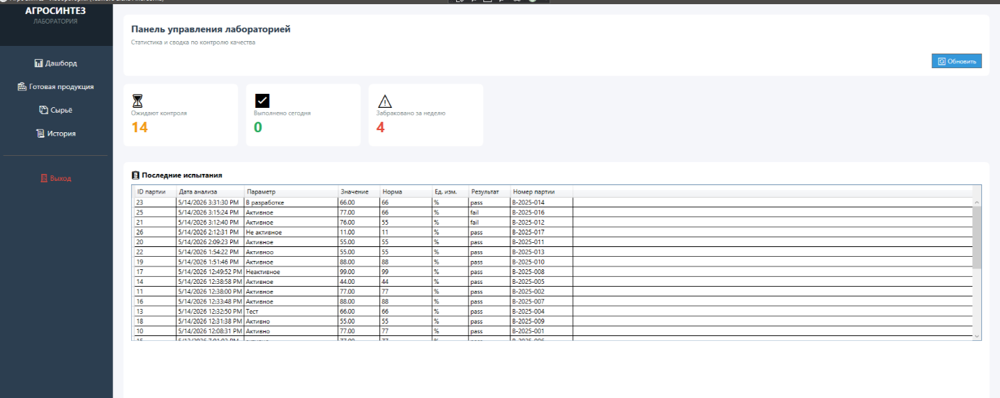 АГРОСИНТЕЗ
ЛАБОРАТОРИЯ
Дашборд
Готовая продукция
Сырьё
История
Выход
Панель управления лабораторией
Статистика и сводка по контролю качества
Обновить
Ожидают контроля
14
Выполнено сегодня
0
Забраковано за неделю
4
Последние испытания
ID партии Дата анализа Параметр Значение Норма Ед. изм. Результат Номер партии
23 5/14/2026 3:31:30 PM В разработке 66.00 66 % pass B-2025-014
25 5/14/2026 3:15:24 PM Активное 77.00 66 % fail B-2025-016
21 5/14/2026 3:12:40 PM Активное 76.00 55 % fail B-2025-012
26 5/14/2026 2:12:31 PM Не активное 11.00 11 % pass B-2025-017
20 5/14/2026 2:09:23 PM Активное 55.00 55 % pass B-2025-011
22 5/14/2026 1:54:22 PM Активноо 55.00 55 % pass B-2025-013
19 5/14/2026 1:51:46 PM Активное 88.00 88 % pass B-2025-010
17 5/14/2026 12:49:52 PM Неактивное 99.00 99 % pass B-2025-008
14 5/14/2026 12:38:58 PM Активное 44.00 44 % pass B-2025-005
11 5/14/2026 12:38:00 PM Активное 77.00 77 % pass B-2025-002
16 5/14/2026 12:33:48 PM Активное 88.00 88 % pass B-2025-007
13 5/14/2026 12:32:50 PM Тест 66.00 66 % pass B-2025-004
18 5/14/2026 12:31:38 PM Активно 55.00 55 % pass B-2025-009
10 5/14/2026 12:08:31 PM Активно 77.00 77 % pass B-2025-001